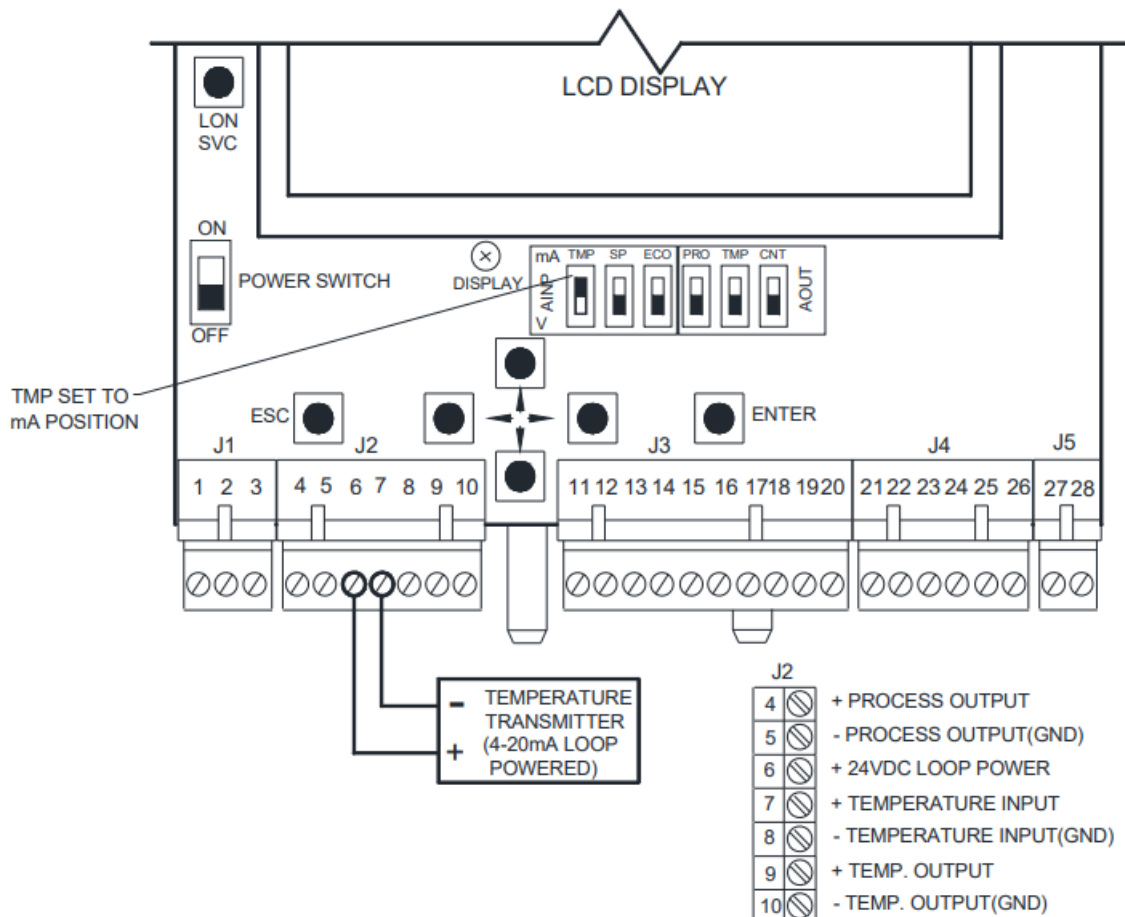 LCD DISPLAY
LON
SVC
ON
POWER SWITCH
OFF
DISPLAY
mA TMP SP ECO PRO TMP CNT
AINP
V
AOUT
TMP SET TO
mA POSITION
ESC
ENTER
J1 J2 J3 J4 J5
1 2 3 4 5 6 7 8 9 10 11 12 13 14 15 16 17 18 19 20 21 22 23 24 25 26 27 28
- TEMPERATURE
TRANSMITTER
(4-20mA LOOP
+ POWERED)
J2
4 + PROCESS OUTPUT
5 - PROCESS OUTPUT(GND)
6 + 24VDC LOOP POWER
7 + TEMPERATURE INPUT
8 - TEMPERATURE INPUT(GND)
9 + TEMP. OUTPUT
10 - TEMP. OUTPUT(GND)